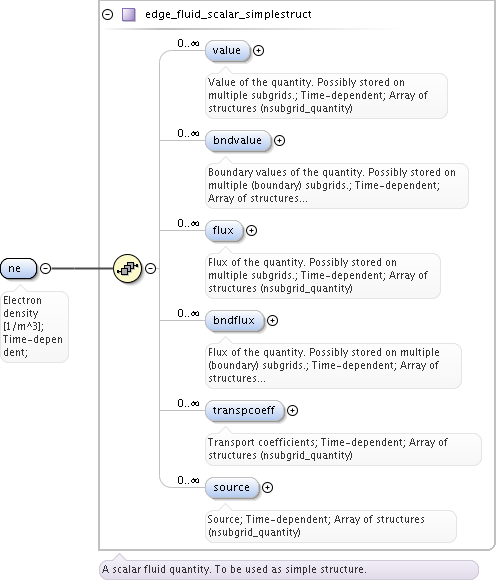 edge_fluid_scalar_simplestruct
0..∞
value
Value of the quantity. Possibly stored on
multiple subgrids.; Time-dependent; Array of
structures (nsubgrid_quantity)
0..∞
bndvalue
Boundary values of the quantity. Possibly stored on
multiple (boundary) subgrids.; Time-dependent;
Array of structures...
0..∞
flux
Flux of the quantity. Possibly stored on
multiple subgrids.; Time-dependent; Array of
structures (nsubgrid_quantity)
ne
Electron
density
[1/m^3];
Time-depen
dent;
0..∞
bndflux
Flux of the quantity. Possibly stored on multiple
(boundary) subgrids.; Time-dependent; Array of
structures...
0..∞
transpcoeff
Transport coefficients; Time-dependent; Array of
structures (nsubgrid_quantity)
0..∞
source
Source; Time-dependent; Array of structures
(nsubgrid_quantity)
A scalar fluid quantity. To be used as simple structure.